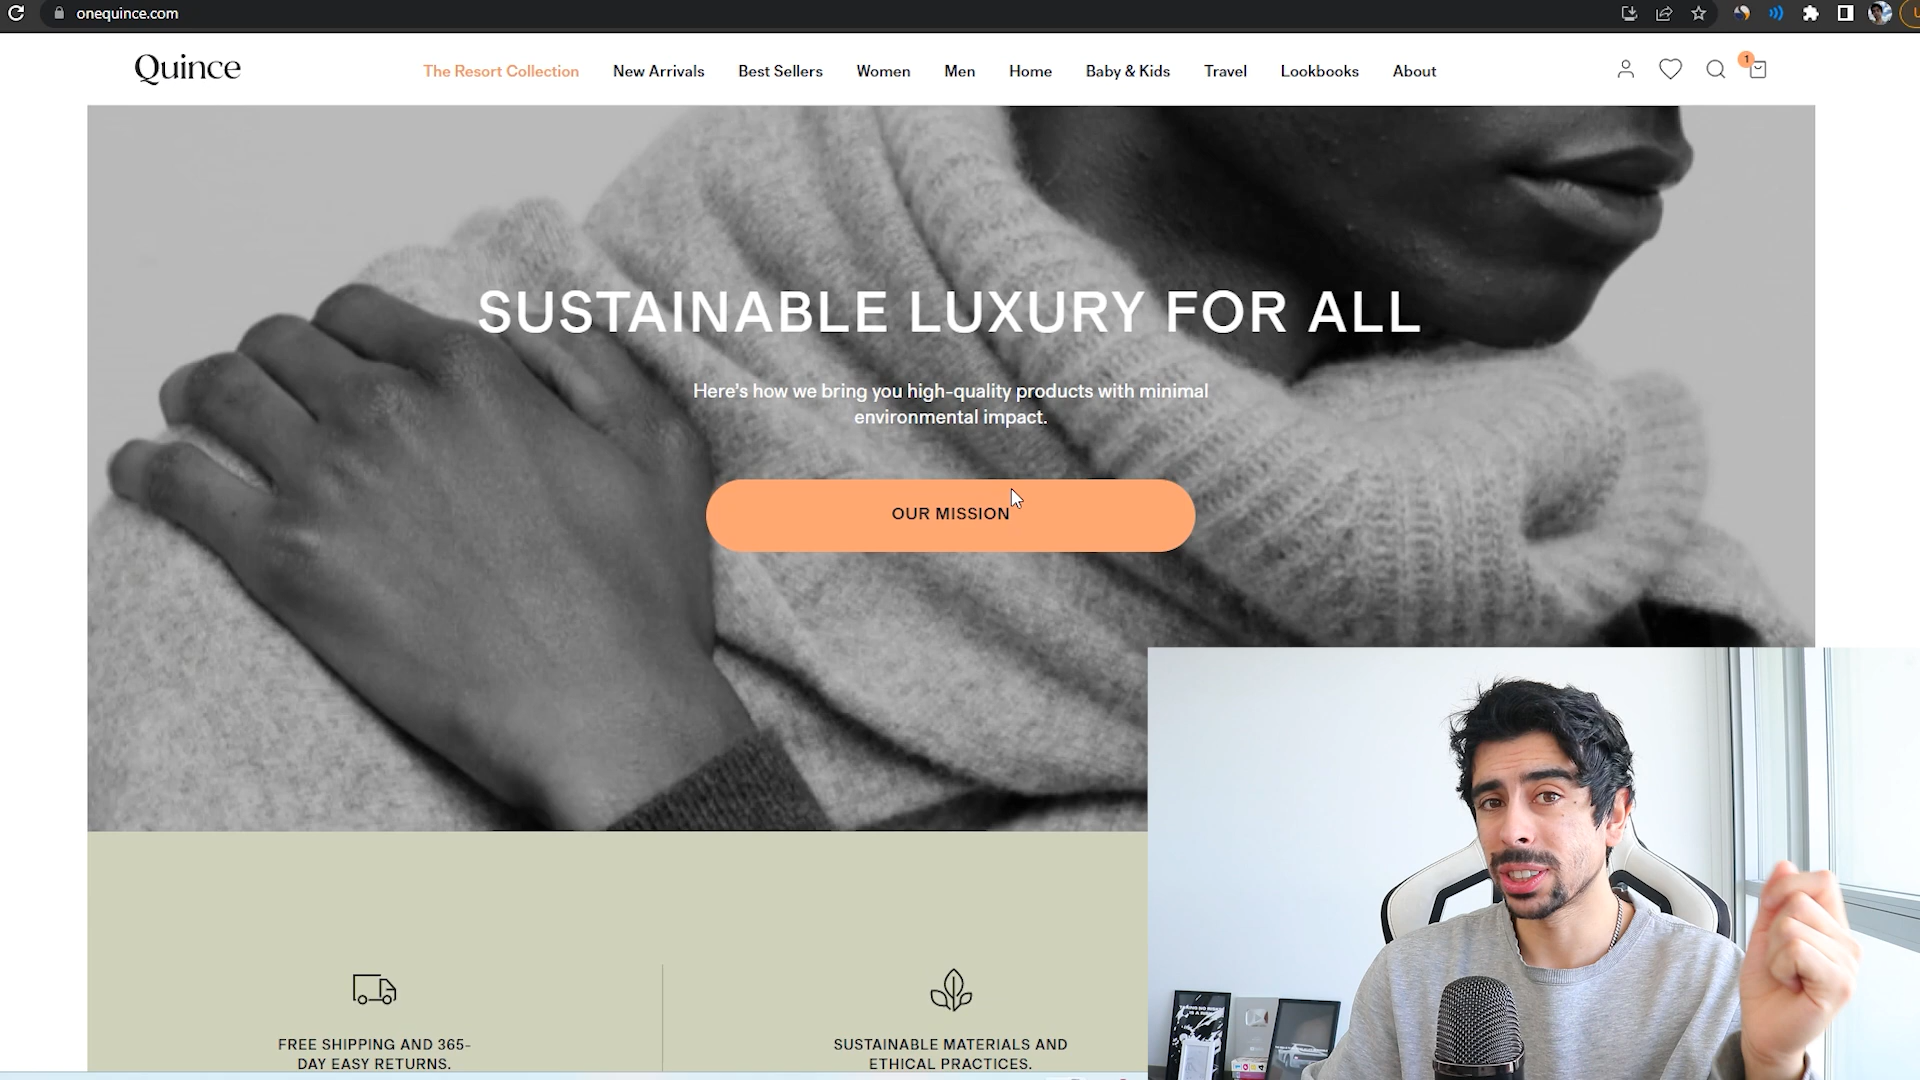 onequince.com
Quince
The Resort Collection
New Arrivals
Best Sellers
Women
Men
Home
Baby & Kids
Travel
Lookbooks
About
1
SUSTAINABLE LUXURY FOR ALL
Here's how we bring you high-quality products with minimal
environmental impact.
OUR MISSION
FREE SHIPPING AND 365-
DAY EASY RETURNS.
SUSTAINABLE MATERIALS AND
ETHICAL PRACTICES.